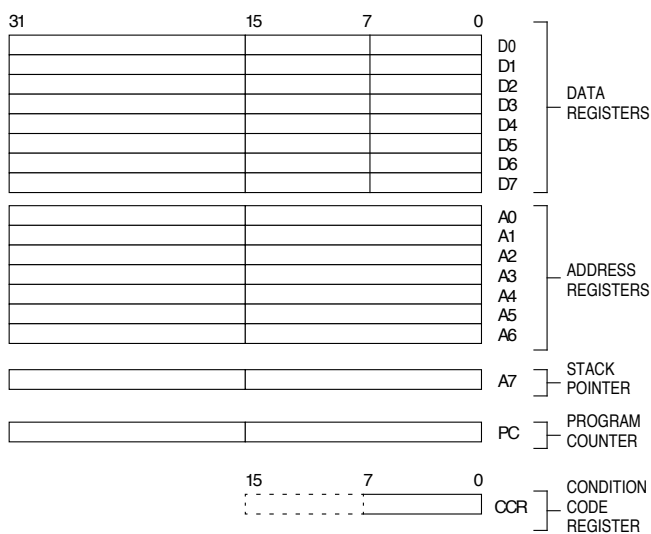 31 15 7 0
D0
D1
D2
D3
D4
D5
D6
D7
DATA
REGISTERS
A0
A1
A2
A3
A4
A5
A6
ADDRESS
REGISTERS
A7
STACK
POINTER
PC
PROGRAM
COUNTER
15 7 0
CCR
CONDITION
CODE
REGISTER